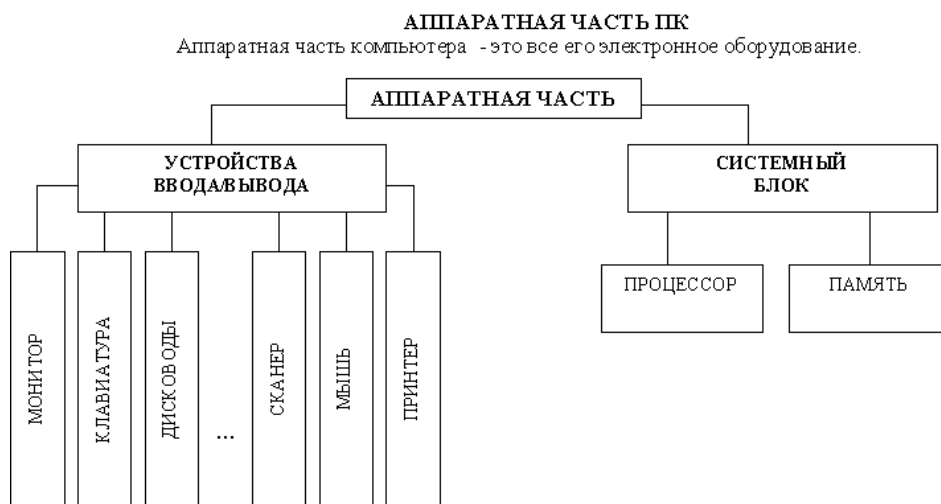 АППАРАТНАЯ ЧАСТЬ ПК
Аппаратная часть компьютера - это все его электронное оборудование.
АППАРАТНАЯ ЧАСТЬ
УСТРОЙСТВА
ВВОДА/ВЫВОДА
СИСТЕМНЫЙ
БЛОК
МОНИТОР
КЛАВИАТУРА
ДИСКОВОДЫ
...
СКАНЕР
МЫШЬ
ПРИНТЕР
ПРОЦЕССОР
ПАМЯТЬ